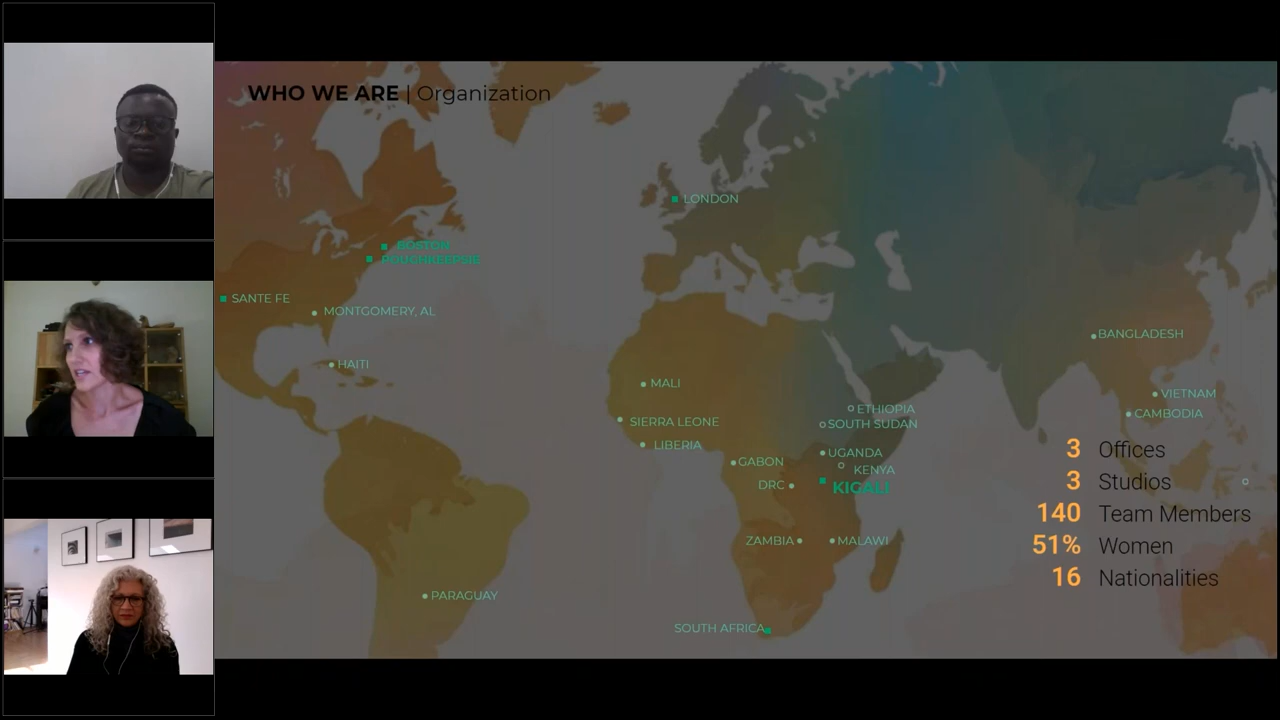 WHO WE ARE | Organization
LONDON
BOSTON
POUGHKEEPSIE
SANTE FE
MONTGOMERY, AL
BANGLADESH
HAITI
MALI
VIETNAM
ETHIOPIA
CAMBODIA
SIERRA LEONE
SOUTH SUDAN
LIBERIA
UGANDA
GABON
KENYA
DRC
KIGALI
3 Offices
3 Studios
140 Team Members
51% Women
16 Nationalities
ZAMBIA
MALAWI
PARAGUAY
SOUTH AFRICA